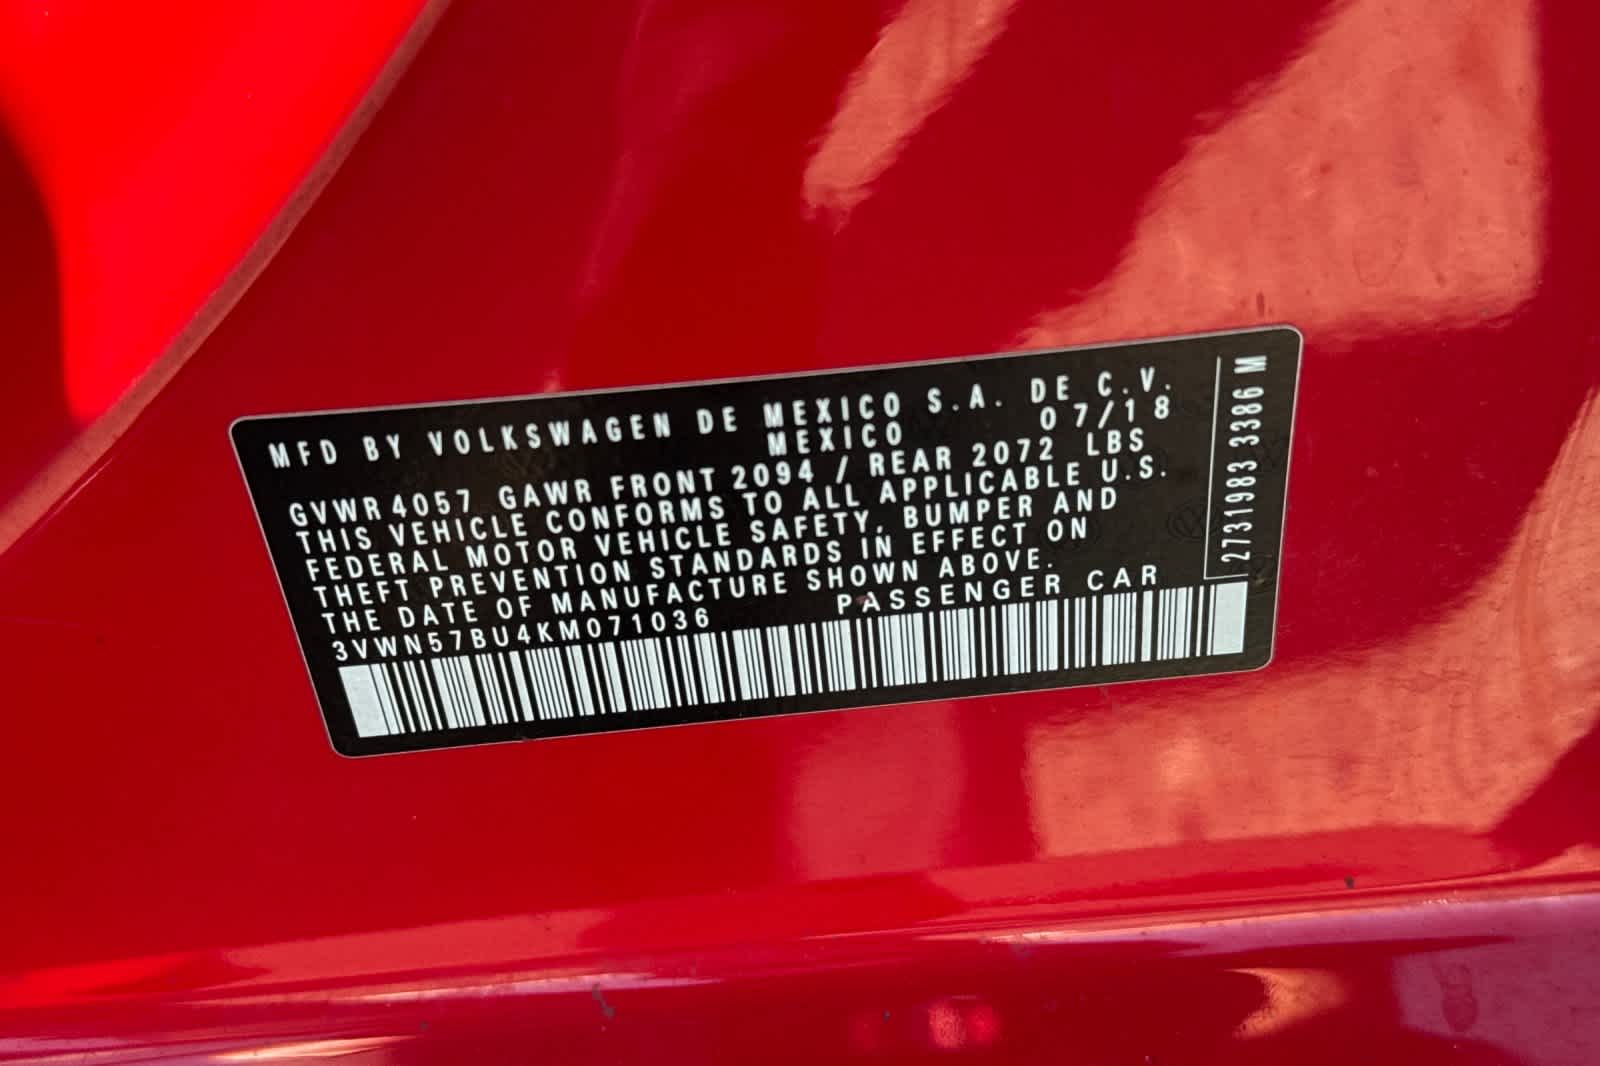 MFD BY VOLKSWAGEN DE MEXICO S.A. DE C.V.
MEXICO 07/18
GVWR 4057 GAWR FRONT 2094 / REAR 2072 LBS
THIS VEHICLE CONFORMS TO ALL APPLICABLE U.S.
FEDERAL MOTOR VEHICLE SAFETY, BUMPER AND
THEFT PREVENTION STANDARDS IN EFFECT ON
THE DATE OF MANUFACTURE SHOWN ABOVE.
3VWN57BU4KM071036 PASSENGER CAR
2731983 3386 M